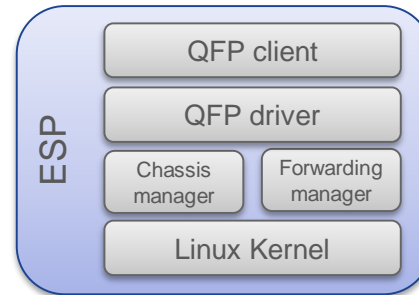 ESP
QFP client
QFP driver
Chassis
manager
Forwarding
manager
Linux Kernel